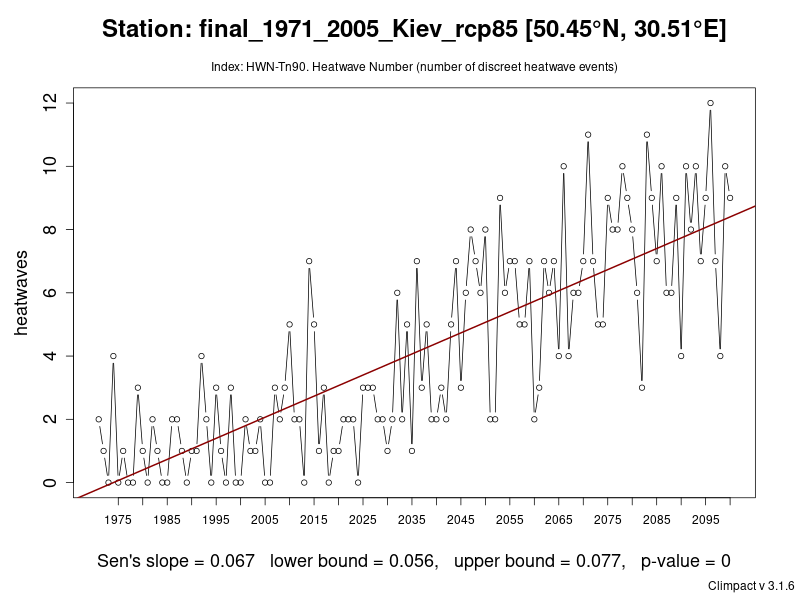 Station: final_1971_2005_Kiev_rcp85 [50.45°N, 30.51°E]
Index: HWN-Tn90. Heatwave Number (number of discreet heatwave events)
heatwaves
12
10
8
6
4
2
0
1975 1985 1995 2005 2015 2025 2035 2045 2055 2065 2075 2085 2095
Sen's slope = 0.067 lower bound = 0.056, upper bound = 0.077, p-value = 0
Climpact v 3.1.6